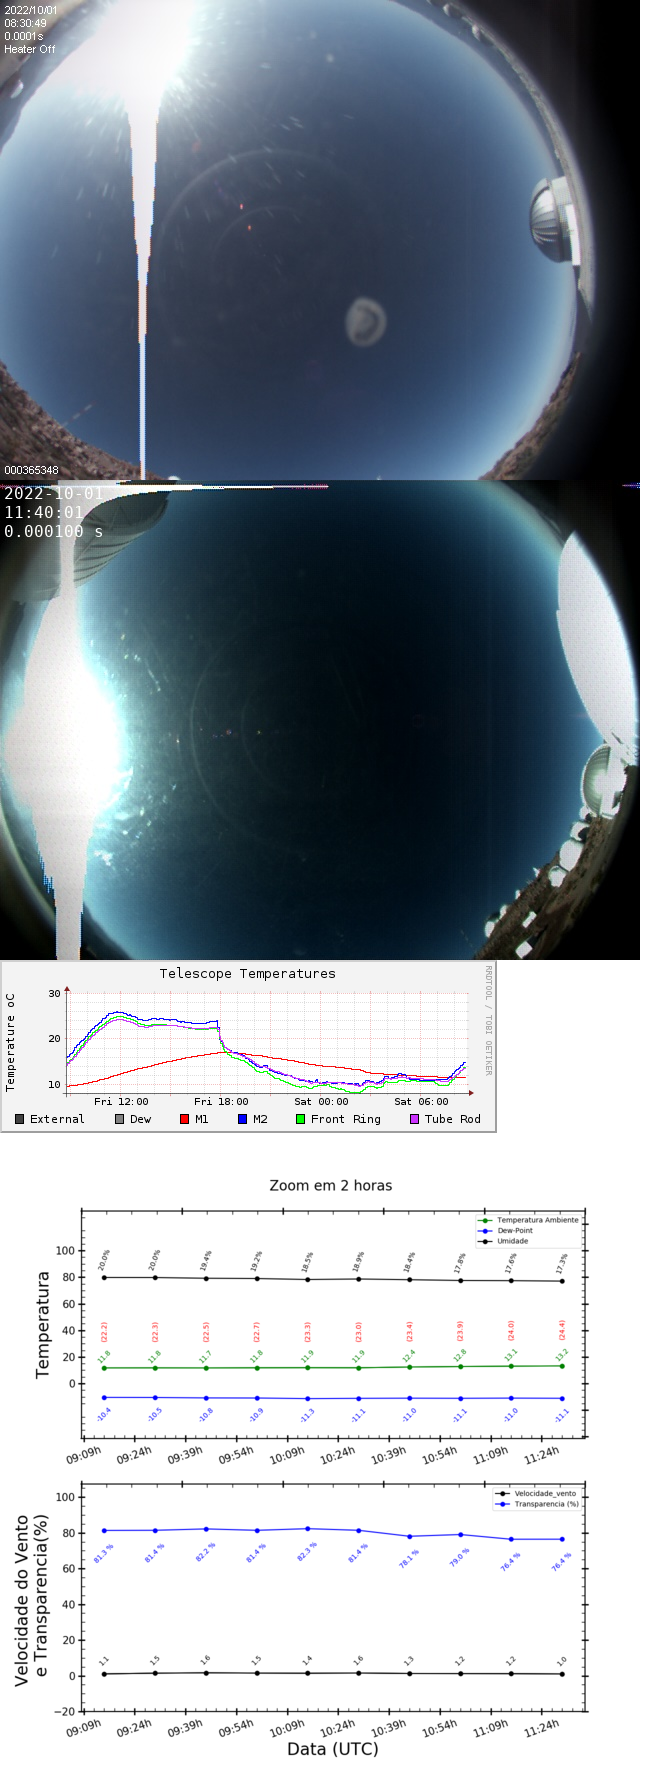 2022/10/01
08:30:49
0.0001s
Heater Off
000365348
2022-10-01
11:40:01
0.000100 s
Telescope Temperatures
RRDTOOL / TOBI OETIKER
Temperature oC
30
20
10
Fri 12:00 Fri 18:00 Sat 00:00 Sat 06:00
External Dew M1 M2 Front Ring Tube Rod
Zoom em 2 horas
Temperatura Ambiente
Dew-Point
Umidade
Temperatura
100
80
60
40
20
0
20.0% 20.0% 19.4% 19.2% 18.5% 18.9% 18.4% 17.8% 17.6% 17.3%
(22.2) (22.3) (22.5) (22.7) (23.3) (23.0) (23.4) (23.9) (24.0) (24.4)
11.8 11.8 11.7 11.8 11.9 11.9 12.4 12.8 13.1 13.2
-10.4 -10.5 -10.8 -10.9 -11.3 -11.1 -11.0 -11.1 -11.0 -11.1
09:09h 09:24h 09:39h 09:54h 10:09h 10:24h 10:39h 10:54h 11:09h 11:24h
Velocidade_vento
Transparencia (%)
Velocidade do Vento
e Transparencia(%)
100
80
60
40
20
0
−20
81.3 % 81.4 % 82.2 % 81.4 % 82.3 % 81.4 % 78.1 % 79.0 % 76.4 % 76.4 %
1.1 1.5 1.6 1.5 1.4 1.6 1.3 1.2 1.2 1.0
09:09h 09:24h 09:39h 09:54h 10:09h 10:24h 10:39h 10:54h 11:09h 11:24h
Data (UTC)